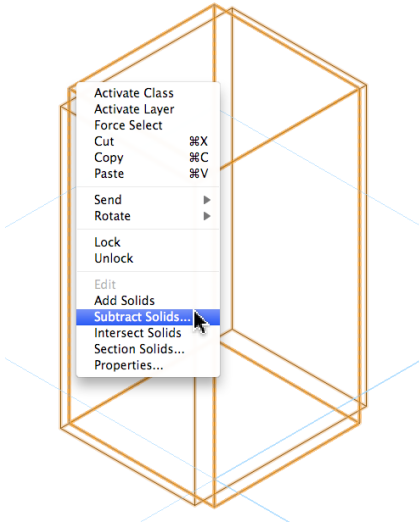 Activate Class
Activate Layer
Force Select
Cut ⌘X
Copy ⌘C
Paste ⌘V
Send
Rotate
Lock
Unlock
Edit
Add Solids
Subtract Solids...
Intersect Solids
Section Solids...
Properties...